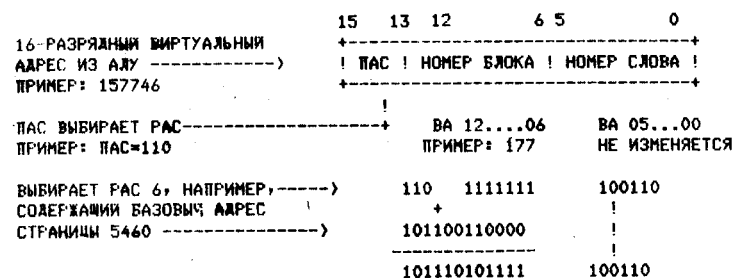 15 13 12 6 5 0
16-РАЗРЯДНЫЙ ВИРТУАЛЬНЫЙ +-----------------------------------+
АДРЕС ИЗ АЛУ -------------) ! ПАС ! НОМЕР БЛОКА ! НОМЕР СЛОВА !
ПРИМЕР: 157746 +-----------------------------------+
!
ПАС ВЫБИРАЕТ РАС--------------------+ ВА 12....06 ВА 05...00
ПРИМЕР: ПАС=110 ПРИМЕР: 177 НЕ ИЗМЕНЯЕТСЯ
ВЫБИРАЕТ РАС 6, НАПРИМЕР,-----) 110 1111111 100110
СОДЕРЖАЩИЙ БАЗОВЫЙ АДРЕС + !
СТРАНИЦЫ 5460 ----------------) 101100110000 !
--------------- !
101110101111 100110